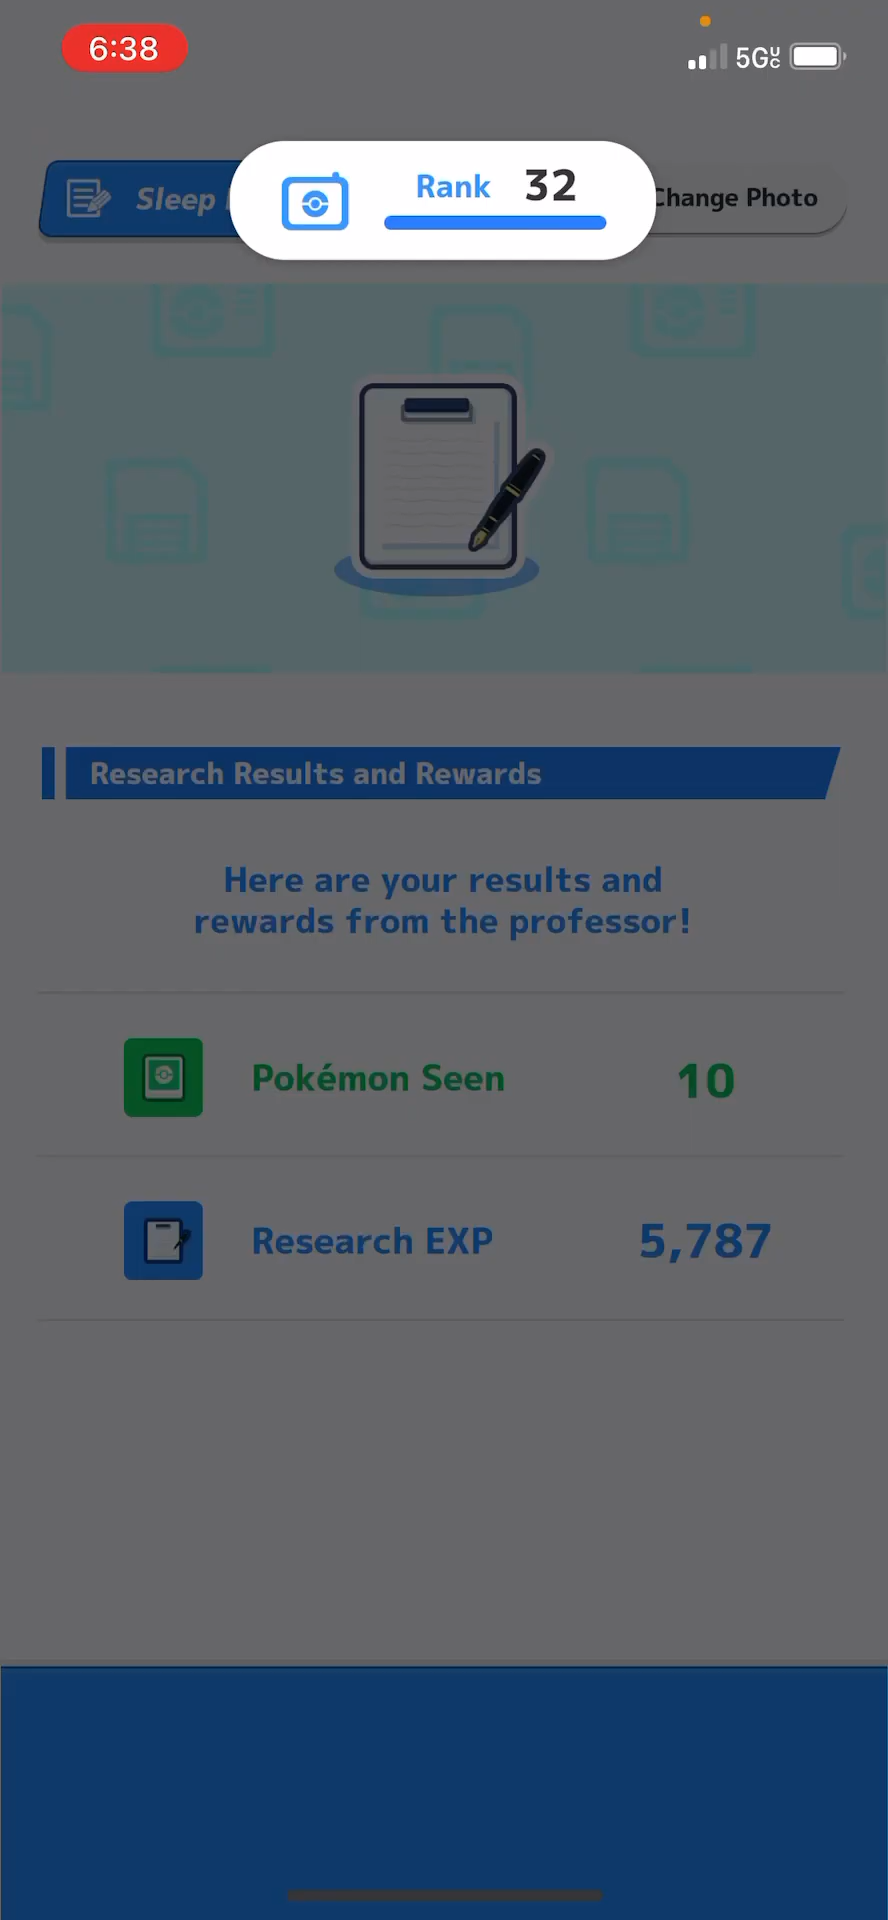 6:38
5GUC
Sleep
Rank 32
Change Photo
Research Results and Rewards
Here are your results and
rewards from the professor!
Pokémon Seen 10
Research EXP 5,787